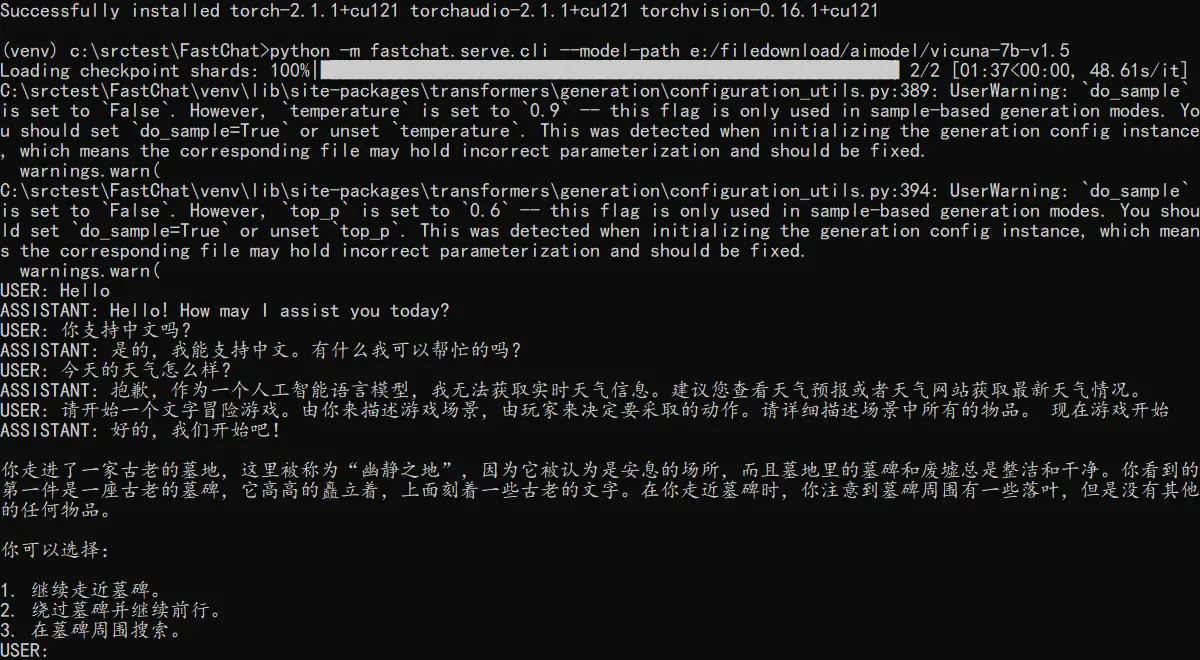 Successfully installed torch-2.1.1+cu121 torchaudio-2.1.1+cu121 torchvision-0.16.1+cu121
(venv) c:\srctest\FastChat>python -m fastchat.serve.cli --model-path e:/filedownload/aimodel/vicuna-7b-v1.5
Loading checkpoint shards: 100%| 2/2 [01:37<00:00, 48.61s/it]
C:\srctest\FastChat\venv\lib\site-packages\transformers\generation\configuration_utils.py:389: UserWarning: `do_sample`
is set to `False`. However, `temperature` is set to `0.9` -- this flag is only used in sample-based generation modes. Yo
u should set `do_sample=True` or unset `temperature`. This was detected when initializing the generation config instance
, which means the corresponding file may hold incorrect parameterization and should be fixed.
warnings.warn(
C:\srctest\FastChat\venv\lib\site-packages\transformers\generation\configuration_utils.py:394: UserWarning: `do_sample`
is set to `False`. However, `top_p` is set to `0.6` -- this flag is only used in sample-based generation modes. You shou
ld set `do_sample=True` or unset `top_p`. This was detected when initializing the generation config instance, which mean
s the corresponding file may hold incorrect parameterization and should be fixed.
warnings.warn(
USER: Hello
ASSISTANT: Hello! How may I assist you today?
USER: 你支持中文吗?
ASSISTANT: 是的，我能支持中文。有什么我可以帮忙的吗？
USER: 今天的天气怎么样?
ASSISTANT: 抱歉，作为一个人工智能语言模型，我无法获取实时天气信息。建议您查看天气预报或者天气网站获取最新天气情况。
USER: 请开始一个文字冒险游戏。由你来描述游戏场景，由玩家来决定要采取的动作。请详细描述场景中所有的物品。 现在游戏开始
ASSISTANT: 好的，我们开始吧！
你走进了一家古老的墓地，这里被称为“幽静之地”，因为它被认为是安息的场所，而且墓地里的墓碑和废墟总是整洁和干净。你看到的
第一件是一座古老的墓碑，它高高的矗立着，上面刻着一些古老的文字。在你走近墓碑时，你注意到墓碑周围有一些落叶，但是没有其他
的任何物品。
你可以选择：
1. 继续走近墓碑。
2. 绕过墓碑并继续前行。
3. 在墓碑周围搜索。
USER: